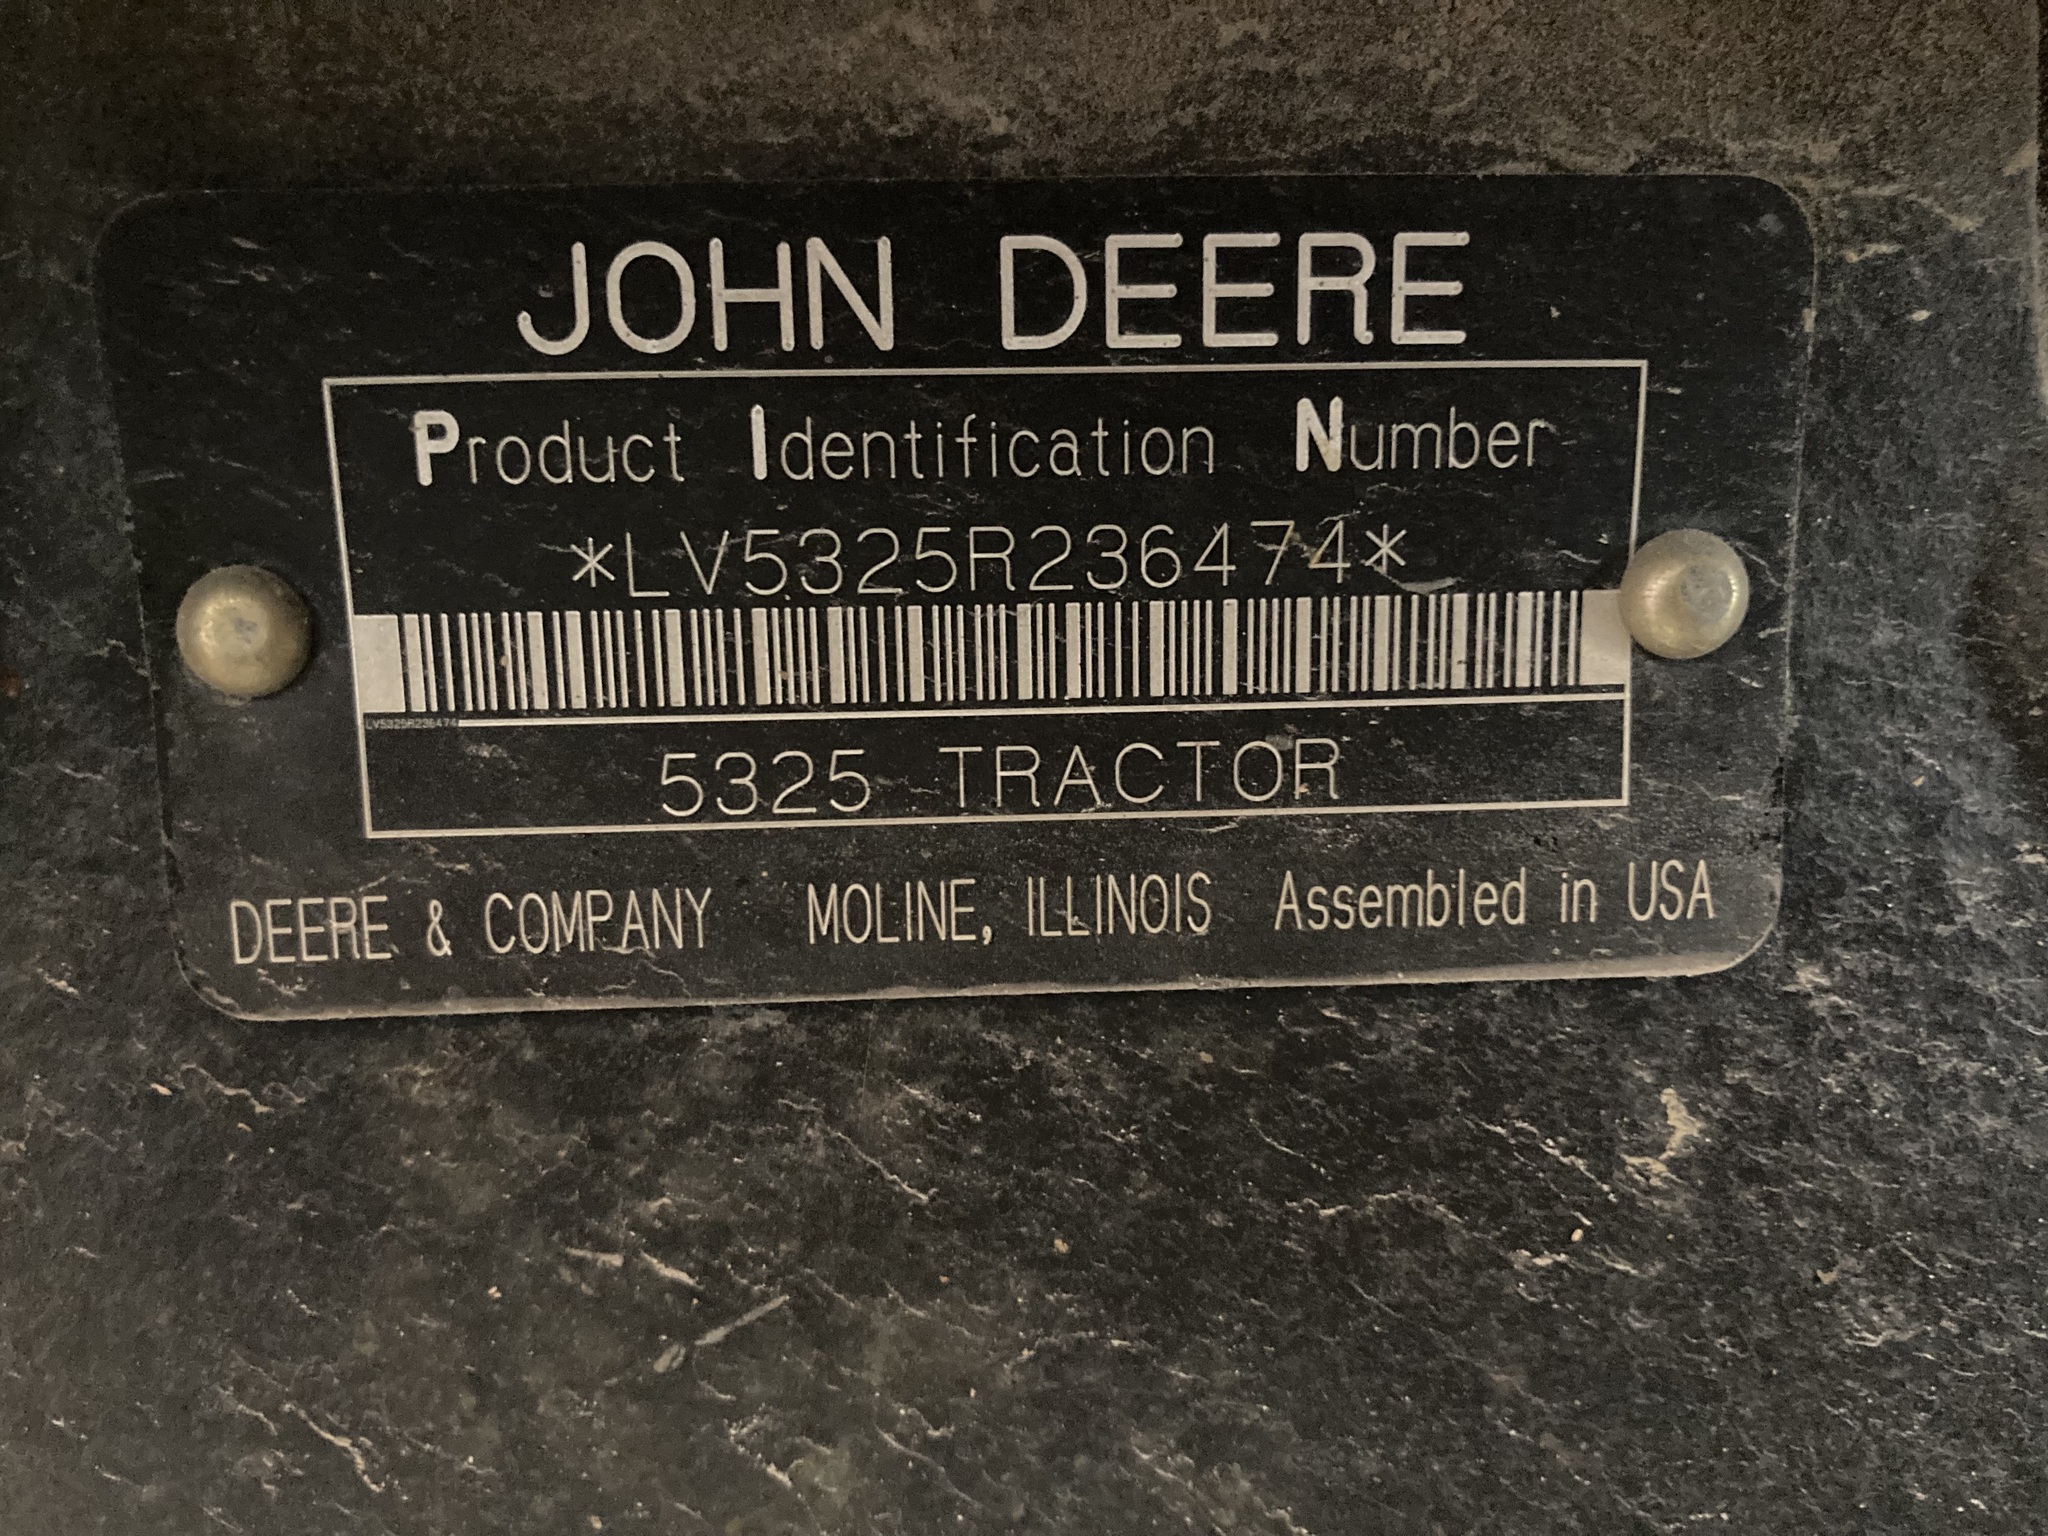 JOHN DEERE
Product Identification Number
*LV5325R236474*
LV5325R236474
5325 TRACTOR
DEERE & COMPANY MOLINE, ILLINOIS Assembled in USA